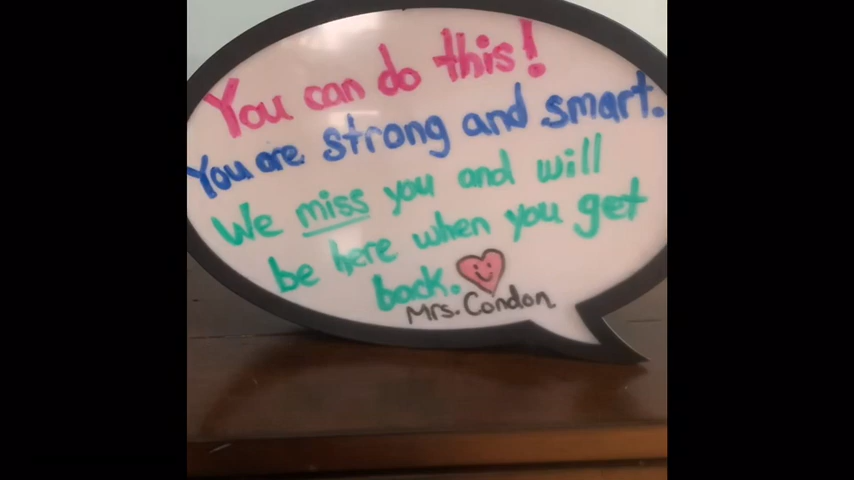 You can do this!
You are strong and smart.
We miss you and will
be here when you get
back.
Mrs. Condon